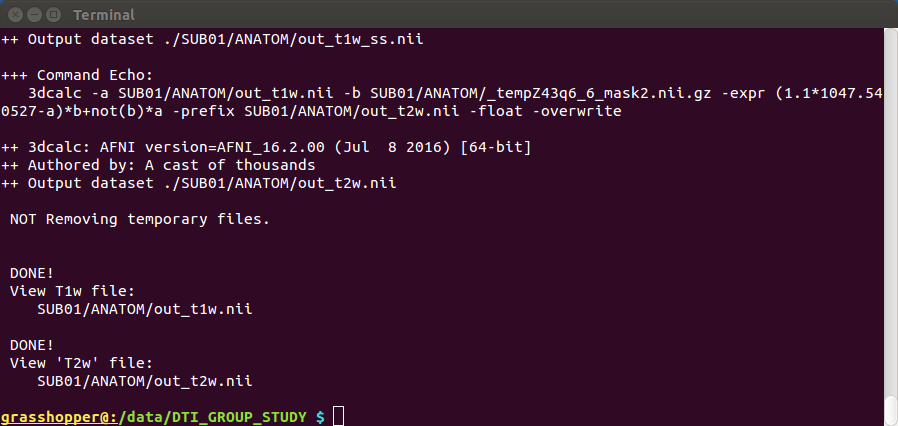 Terminal
++ Output dataset ./SUB01/ANATOM/out_t1w_ss.nii
+++ Command Echo:
3dcalc -a SUB01/ANATOM/out_t1w.nii -b SUB01/ANATOM/_tempZ43q6_6_mask2.nii.gz -expr (1.1*1047.54
0527-a)*b+not(b)*a -prefix SUB01/ANATOM/out_t2w.nii -float -overwrite
++ 3dcalc: AFNI version=AFNI_16.2.00 (Jul  8 2016) [64-bit]
++ Authored by: A cast of thousands
++ Output dataset ./SUB01/ANATOM/out_t2w.nii
NOT Removing temporary files.
DONE!
View T1w file:
SUB01/ANATOM/out_t1w.nii
DONE!
View 'T2w' file:
SUB01/ANATOM/out_t2w.nii
grasshopper@:/data/DTI_GROUP_STUDY $